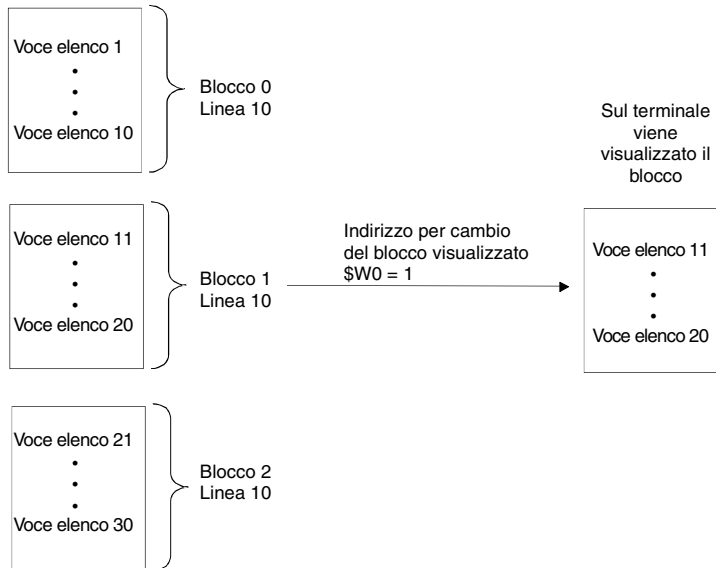 Voce elenco 1
Voce elenco 10
Blocco 0
Linea 10
Sul terminale
viene
visualizzato il
blocco
Voce elenco 11
Voce elenco 20
Blocco 1
Linea 10
Indirizzo per cambio
del blocco visualizzato
$W0 = 1
Voce elenco 11
Voce elenco 20
Voce elenco 21
Voce elenco 30
Blocco 2
Linea 10